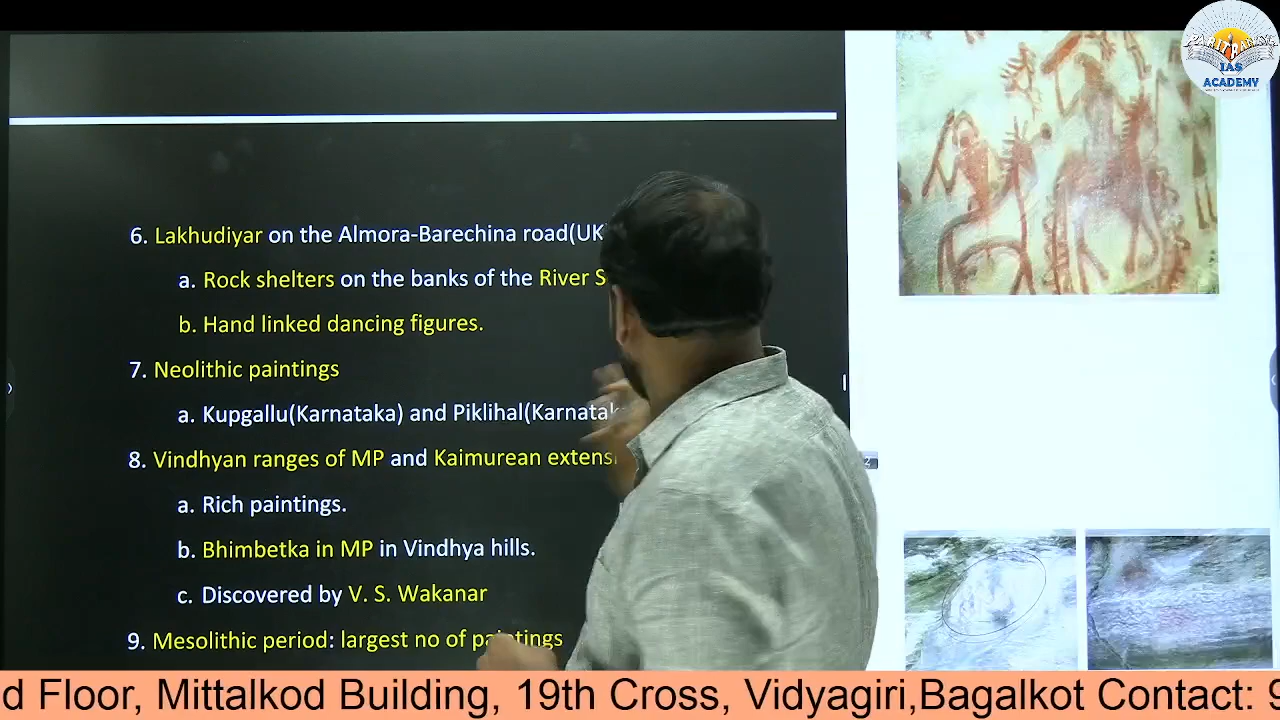 IAS
ACADEMY
6. Lakhudiyar on the Almora-Barechina road(UK
a. Rock shelters on the banks of the River S
b. Hand linked dancing figures.
7. Neolithic paintings
a. Kupgallu(Karnataka) and Piklihal(Karnatak
8. Vindhyan ranges of MP and Kaimurean extens
a. Rich paintings.
b. Bhimbetka in MP in Vindhya hills.
c. Discovered by V. S. Wakanar
9. Mesolithic period: largest no of paintings
2
d Floor, Mittalkod Building, 19th Cross, Vidyagiri,Bagalkot Contact: 9